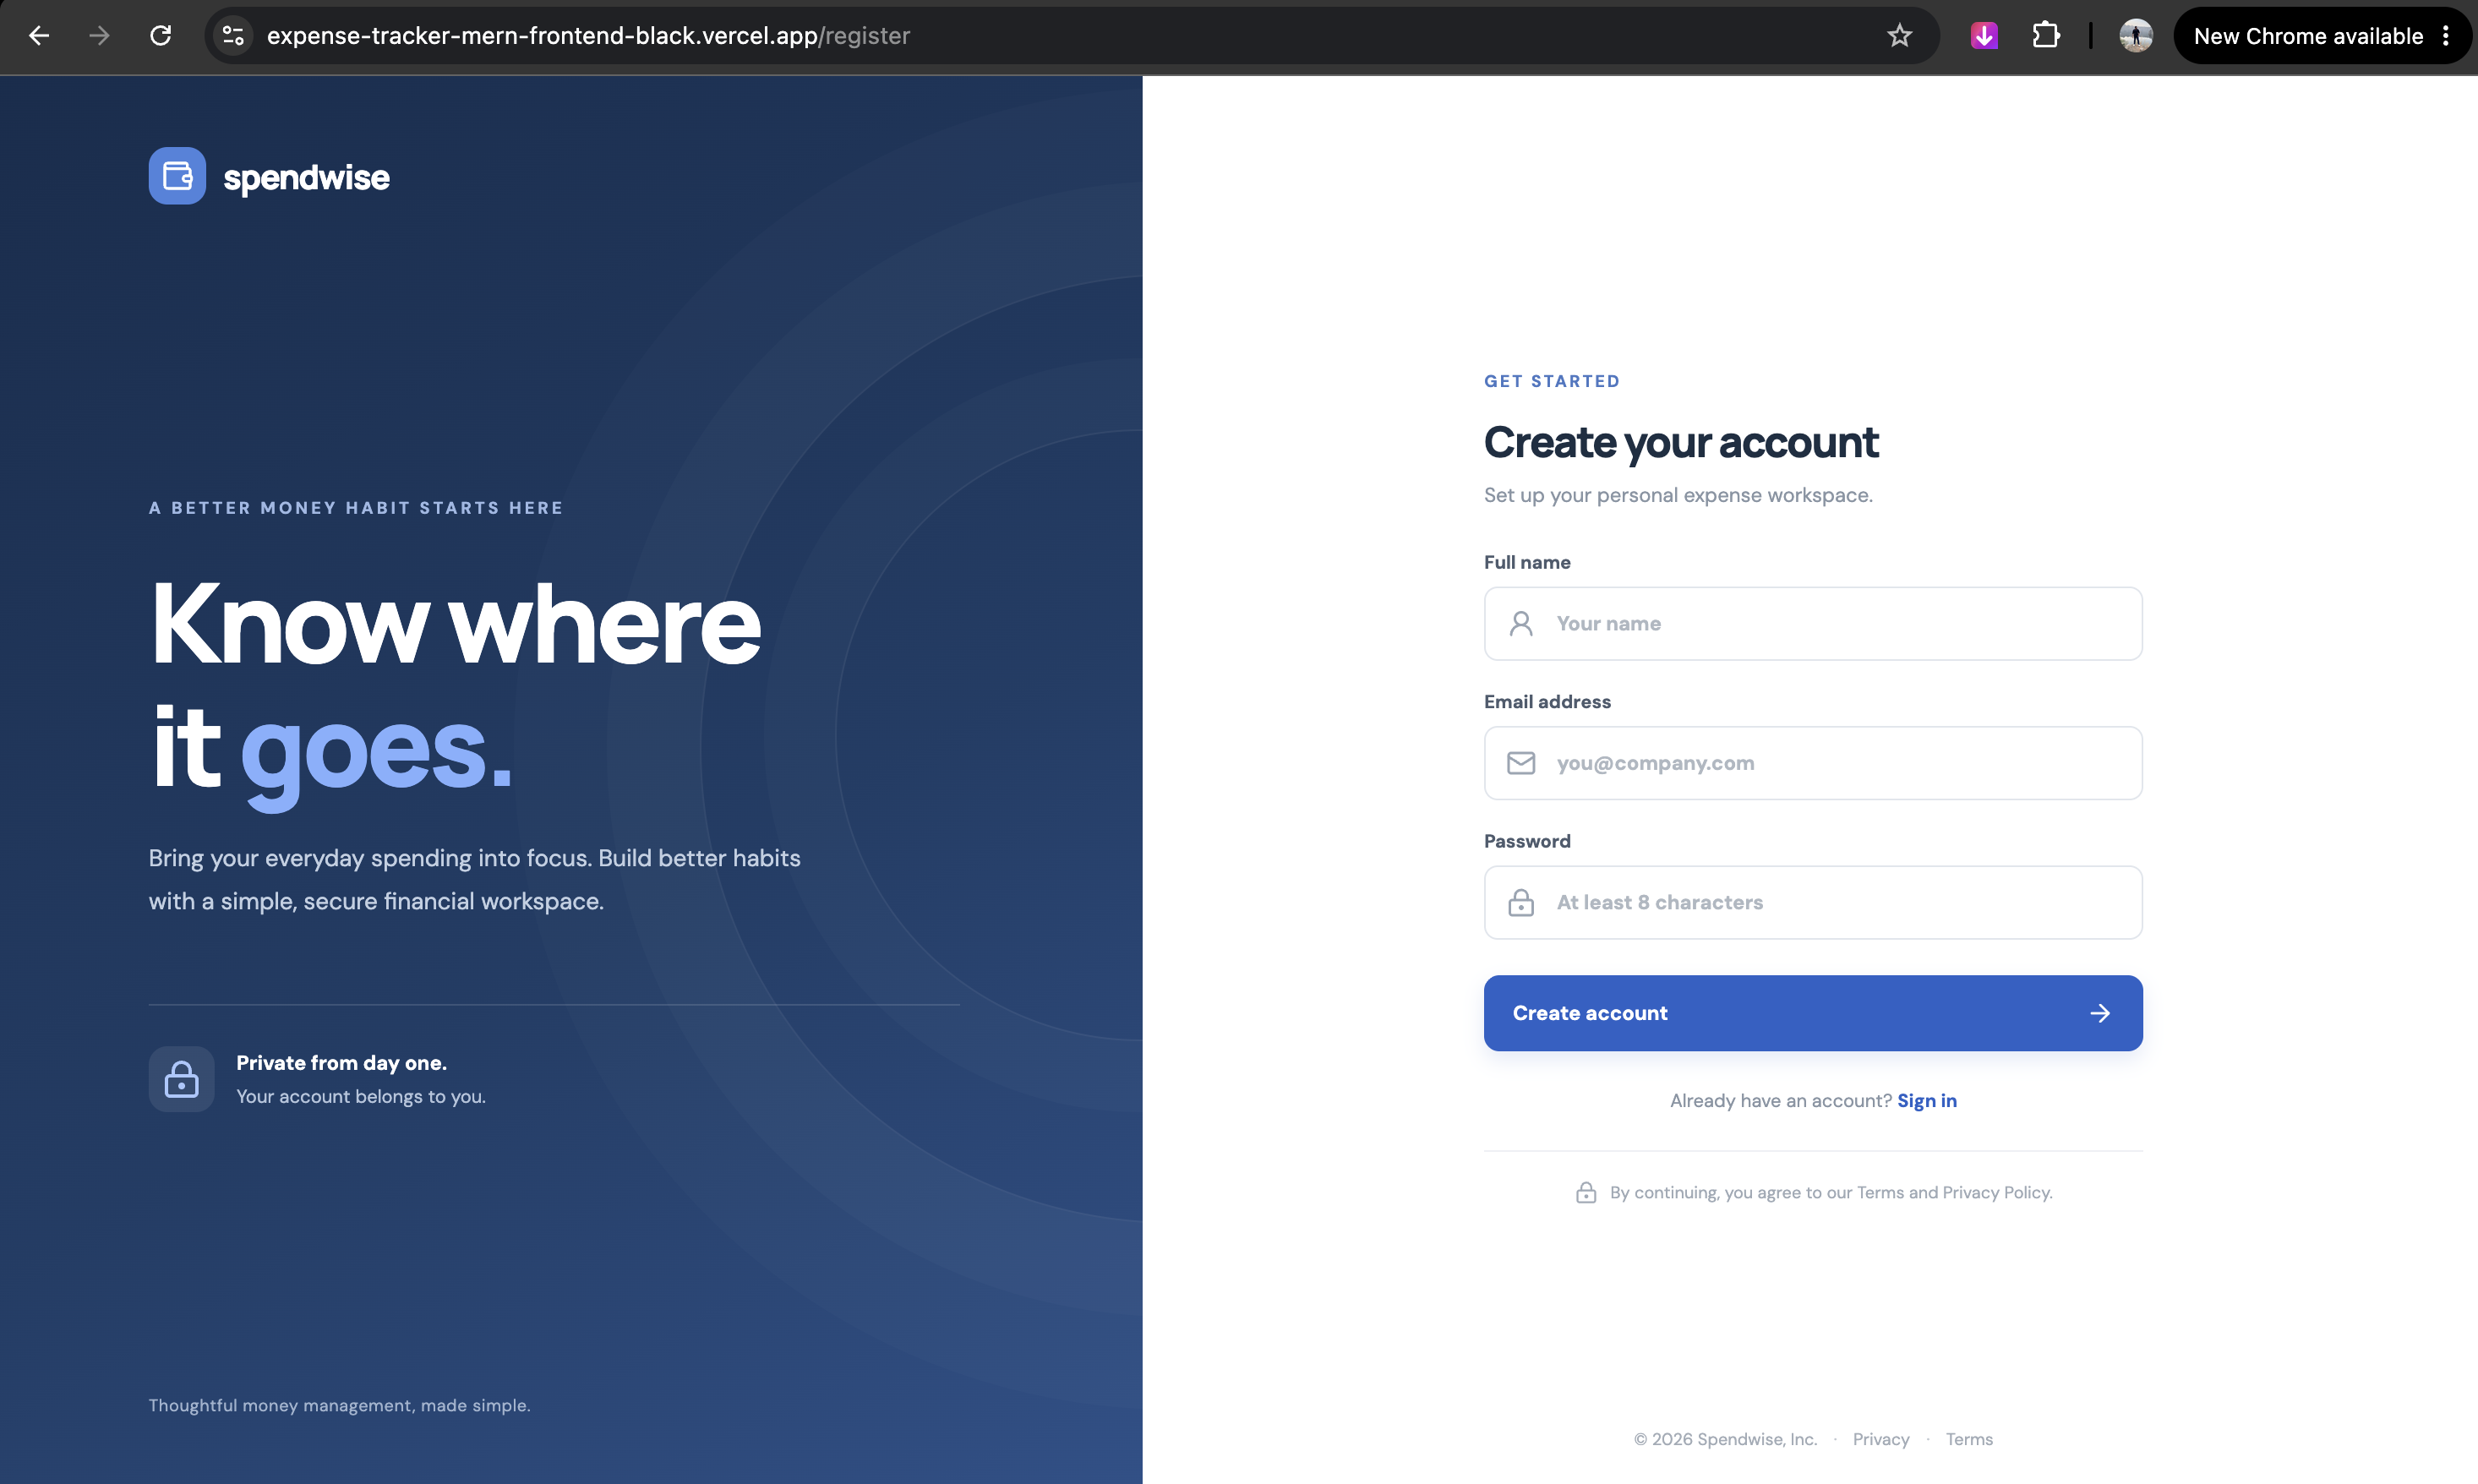 expense-tracker-mern-frontend-black.vercel.app/register
New Chrome available
spendwise
A BETTER MONEY HABIT STARTS HERE
Know where
it goes.
Bring your everyday spending into focus. Build better habits
with a simple, secure financial workspace.
Private from day one.
Your account belongs to you.
Thoughtful money management, made simple.
GET STARTED
Create your account
Set up your personal expense workspace.
Full name
Your name
Email address
you@company.com
Password
At least 8 characters
Create account
Already have an account? Sign in
By continuing, you agree to our Terms and Privacy Policy.
© 2026 Spendwise, Inc. · Privacy · Terms